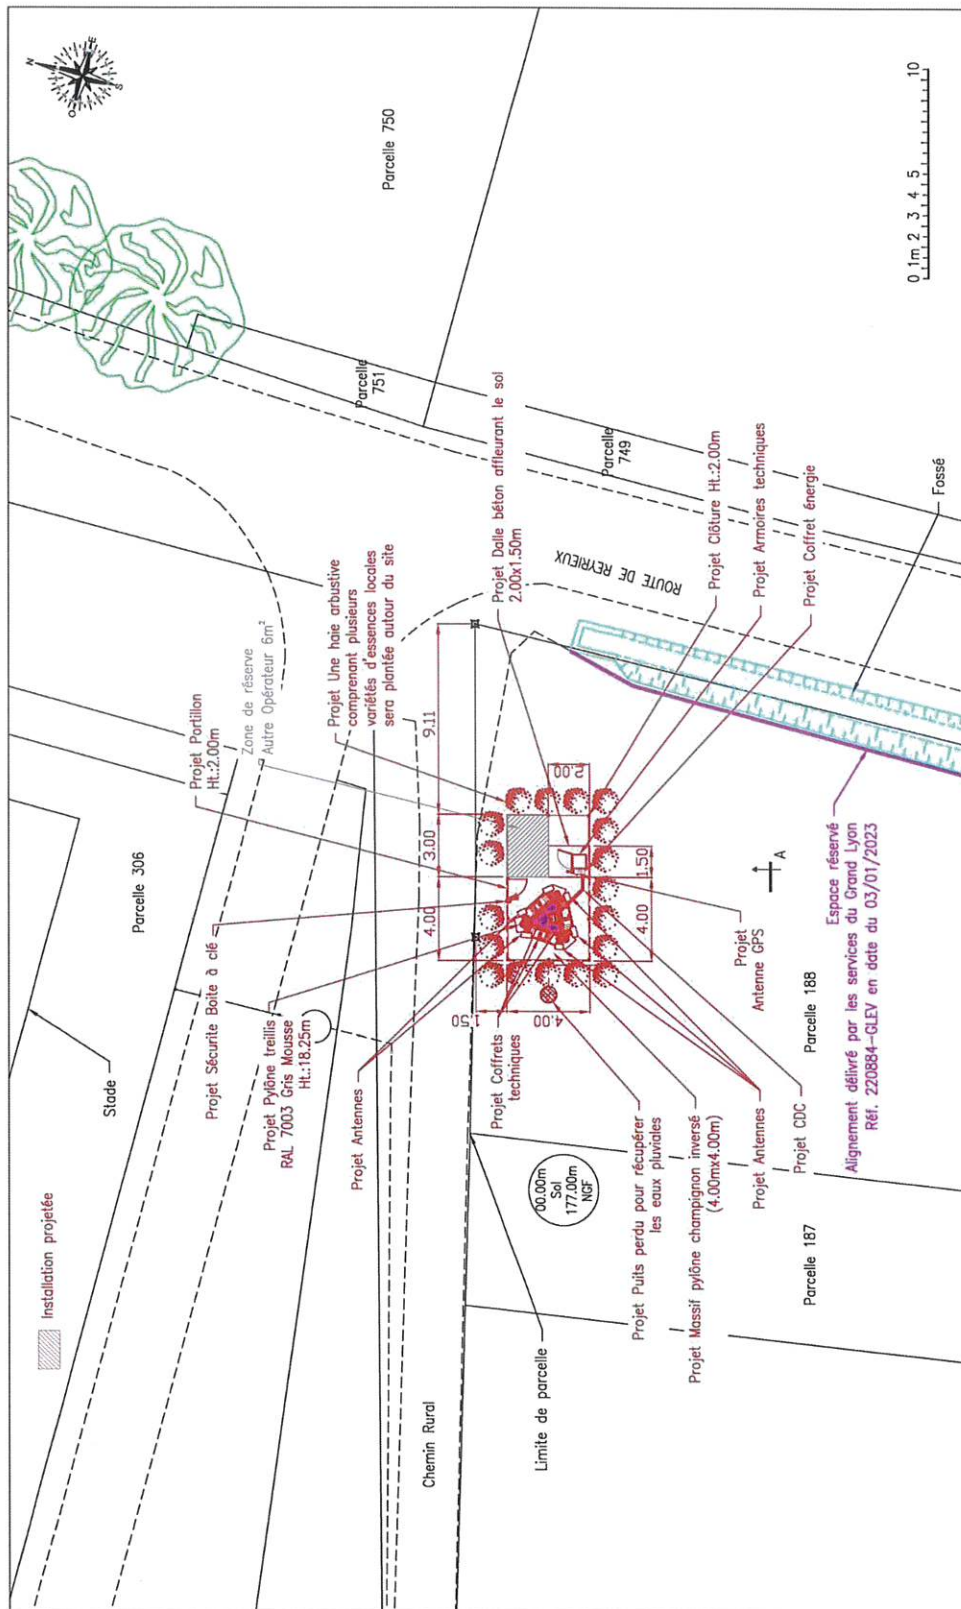 Installation projetée
Stade
Parcelle 306
Projet Portillon
Ht.:2.00m
Zone de réserve
Autre Opérateur 6m²
Projet Sécurite Boite à clé
Projet Pylône treillis
RAL 7003 Gris Mousse
Ht.:18.25m
Projet Antennes
Projet Une haie arbustive
comprenant plusieurs
variétés d'essences locales
sera plantée autour du site
Parcelle
751
Parcelle 750
N
E
S
O
Chemin Rural
Limite de parcelle
Projet Coffrets
techniques
4.00
3.00
9.11
1.50
4.00
2.00
4.00
1.50
Projet Dalle béton affleurant le sol
2.00x1.50m
Parcelle
749
ROUTE DE REYRIEUX
00.00m
Sol
177.00m
NGF
Projet Puits perdu pour récupérer
les eaux pluviales
Projet Massif pylône champignon inversé
(4.00mx4.00m)
Projet Antennes
Projet CDC
Projet
Antenne GPS
A
Projet Clôture Ht.:2.00m
Projet Armoires techniques
Projet Coffret énergie
Fossé
Parcelle 187
Parcelle 188
Espace réservé
Alignement délivré par les services du Grand Lyon
Réf. 220884-GLEV en date du 03/01/2023
0 1m 2 3 4 5 10